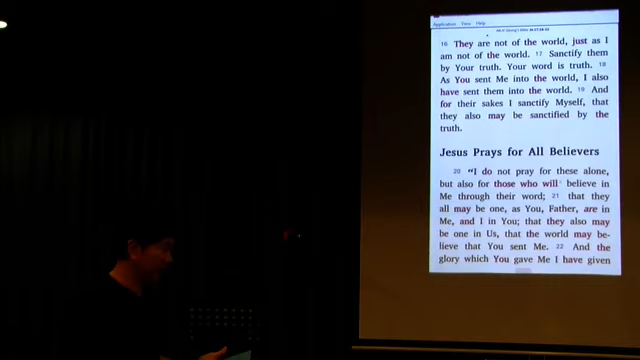 Application View Help
16 They are not of the world, just as I
am not of the world. 17 Sanctify them
by Your truth. Your word is truth. 18
As You sent Me into the world, I also
have sent them into the world. 19 And
for their sakes I sanctify Myself, that
they also may be sanctified by the
truth.
Jesus Prays for All Believers
20 “I do not pray for these alone,
but also for those who will believe in
Me through their word; 21 that they
all may be one, as You, Father, are in
Me, and I in You; that they also may
be one in Us, that the world may be-
lieve that You sent Me. 22 And the
glory which You gave Me I have given